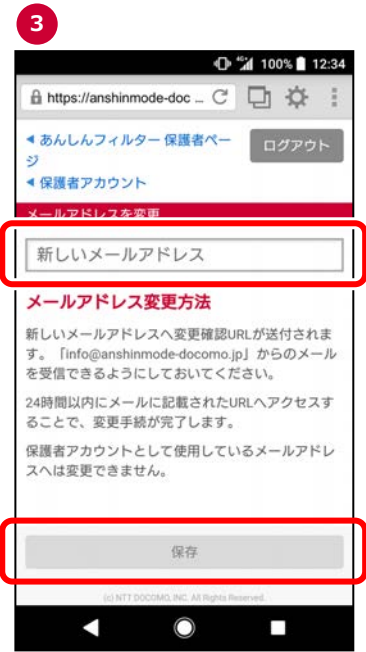 3
4G 100% 12:34
https://anshinmode-doc ...
◀ あんしんフィルター 保護者ペー
ジ
ログアウト
◀ 保護者アカウント
メールアドレスを変更
新しいメールアドレス
メールアドレス変更方法
新しいメールアドレスへ変更確認URLが送付されま
す。「info@anshinmode-docomo.jp」からのメール
を受信できるようにしておいてください。
24時間以内にメールに記載されたURLへアクセスす
ることで、変更手続が完了します。
保護者アカウントとして使用しているメールアドレ
スへは変更できません。
保存
(c) NTT DOCOMO, INC. All Rights Reserved.